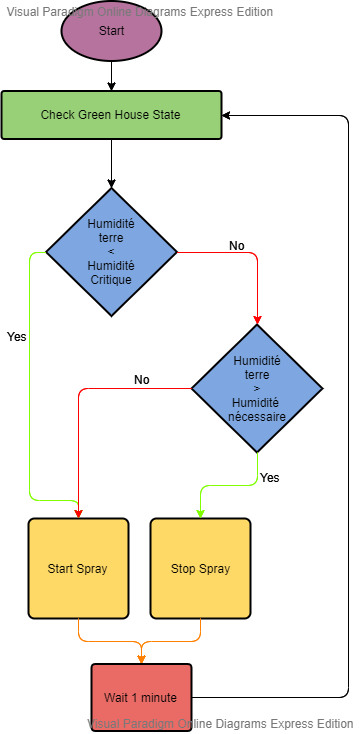 Visual Paradigm Online Diagrams Express Edition
Start
Check Green House State
Humidité
terre
<
Humidité
Critique
No
Yes
Humidité
terre
>
Humidité
nécessaire
No
Yes
Start Spray
Stop Spray
Wait 1 minute
Visual Paradigm Online Diagrams Express Edition